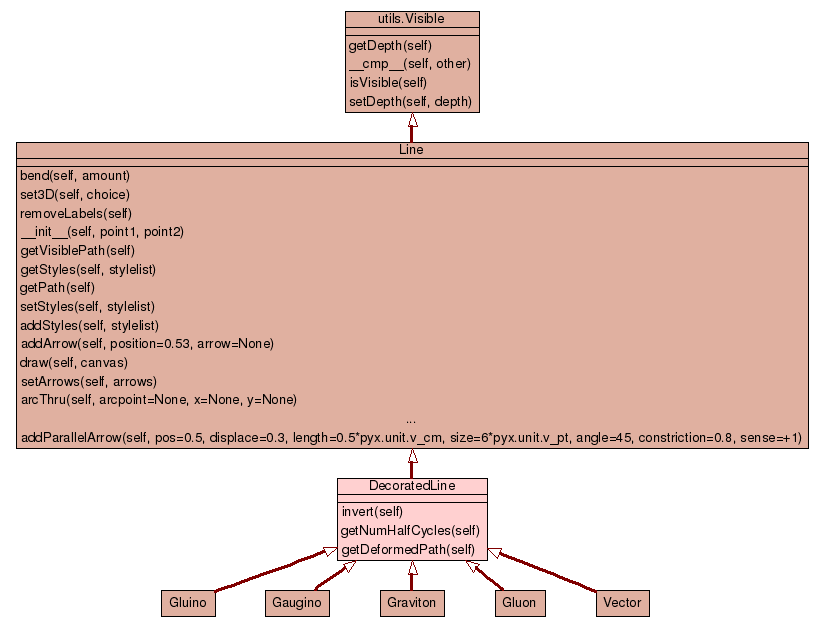 utils.Visible
getDepth(self)
__cmp__(self, other)
isVisible(self)
setDepth(self, depth)
Line
bend(self, amount)
set3D(self, choice)
removeLabels(self)
__init__(self, point1, point2)
getVisiblePath(self)
getStyles(self, stylelist)
getPath(self)
setStyles(self, stylelist)
addStyles(self, stylelist)
addArrow(self, position=0.53, arrow=None)
draw(self, canvas)
setArrows(self, arrows)
arcThru(self, arcpoint=None, x=None, y=None)
...
addParallelArrow(self, pos=0.5, displace=0.3, length=0.5*pyx.unit.v_cm, size=6*pyx.unit.v_pt, angle=45, constriction=0.8, sense=+1)
DecoratedLine
invert(self)
getNumHalfCycles(self)
getDeformedPath(self)
Gluino
Gaugino
Graviton
Gluon
Vector